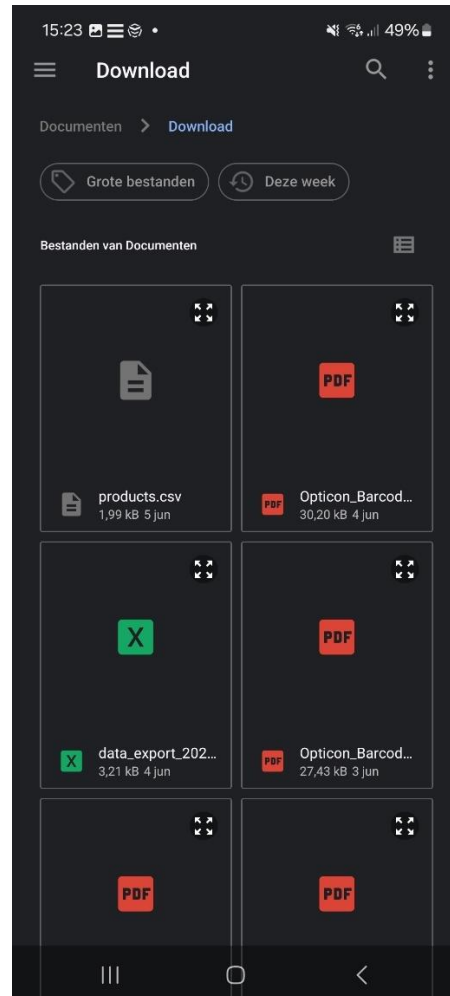 15:23 49%
Download
Documenten > Download
Grote bestanden Deze week
Bestanden van Documenten
PDF
products.csv
1,99 kB 5 jun
PDF Opticon_Barcod...
30,20 kB 4 jun
X
PDF
X data_export_202...
3,21 kB 4 jun
PDF Opticon_Barcod...
27,43 kB 3 jun
PDF
PDF